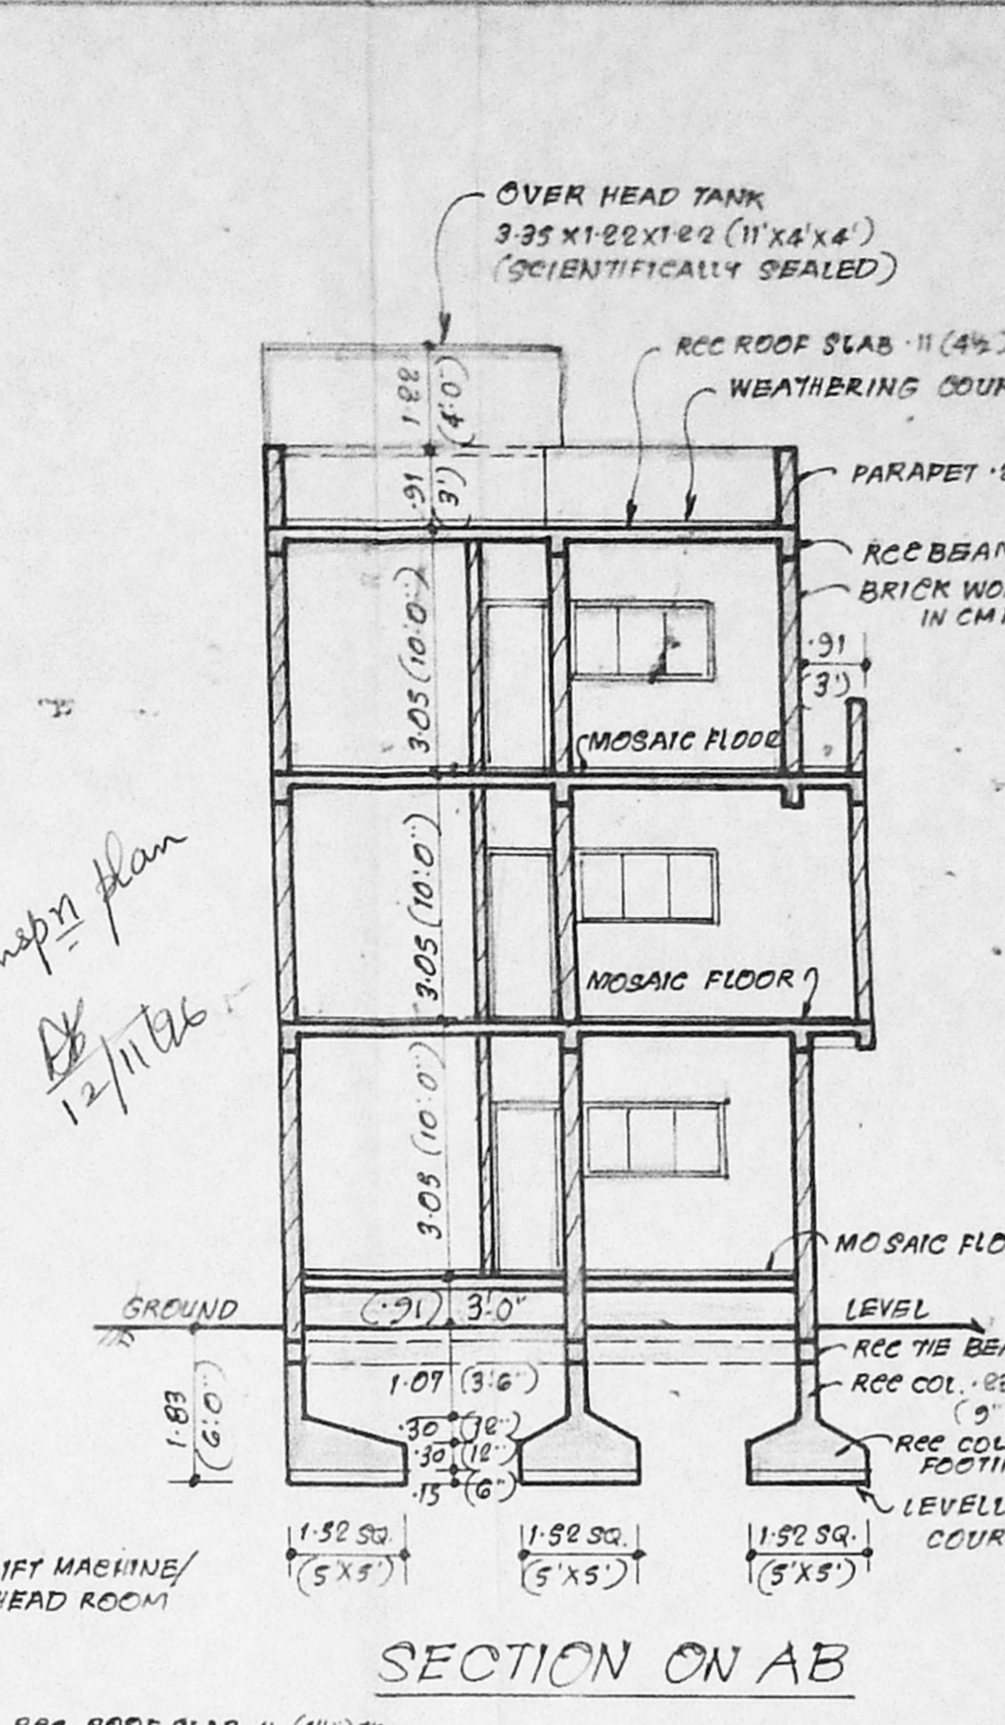 OVER HEAD TANK
3.35 X 1.22 X 1.22 (11'X4'X4')
(SCIENTIFICALLY SEALED)
RCC ROOF SLAB .11 (4½
WEATHERING COUR
1.22 (4'.0")
.91 (3')
PARAPET
RCC BEAM
BRICK WO
IN CM
.91
(3')
3.05 (10'.0")
MOSAIC FLOOR
3.05 (10'.0")
MOSAIC FLOOR
plan
12/11/96
3.05 (10'.0")
MOSAIC FLO
GROUND
(.91) 3'.0"
LEVEL
RCC TIE BEA
1.07 (3'.6")
RCC COL.
(9"
1.83
(6'.0")
.30 (12")
.30 (12")
.15 (6")
RCC COL
FOOTI
LEVELL
COUR
1.52 SQ.
(5'X5')
1.52 SQ.
(5'X5')
1.52 SQ.
(5'X5')
IFT MACHINE/
HEAD ROOM
SECTION ON AB